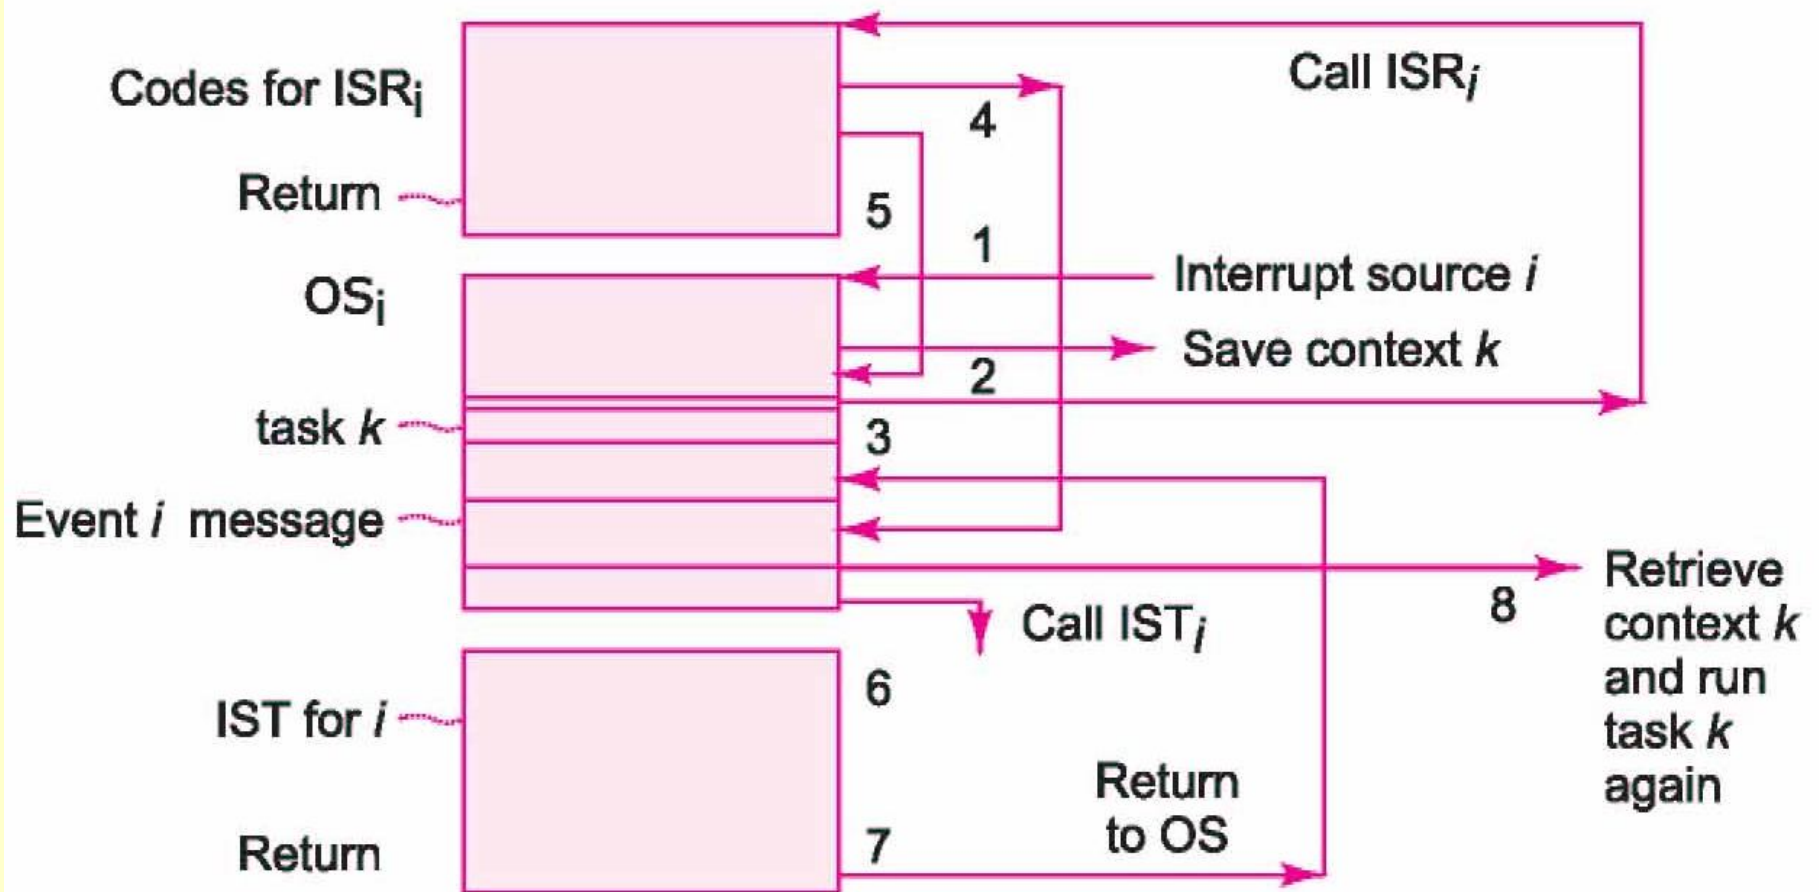 Codes for ISRi
Call ISRi
4
Return
5
1
Interrupt source i
OSi
Save context k
2
task k
3
Event i message
Retrieve
context k
and run
task k
again
8
Call ISTi
6
IST for i
Return
to OS
7
Return